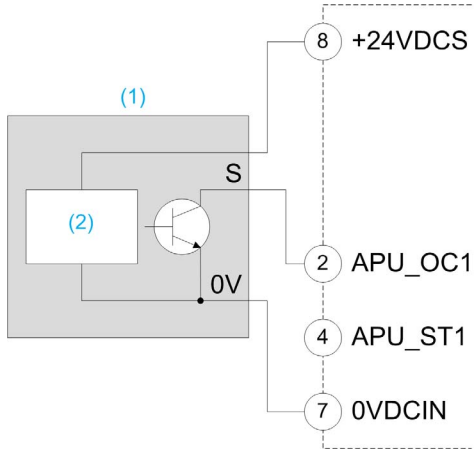 8 +24VDCS
(1)
S
(2)
2 APU_OC1
0V
4 APU_ST1
7 0VDCIN